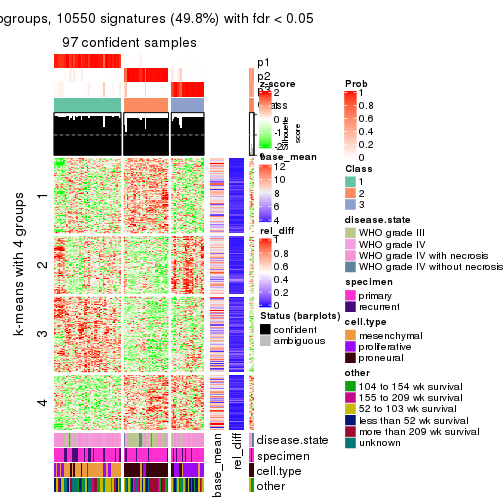 ogroups, 10550 signatures (49.8%) with fdr < 0.05
97 confident samples
p1
p2
p3
Class
z-score
2
1
0
-1
-2
silhouette
score
base_mean
12
10
8
6
4
rel_diff
1
0.8
0.6
0.4
0.2
0
Status (barplots)
confident
ambiguous
k-means with 4 groups
1
2
3
4
base_mean
rel_diff
disease.state
specimen
cell.type
other
Prob
1
0.8
0.6
0.4
0.2
0
Class
1
2
3
disease.state
WHO grade III
WHO grade IV
WHO grade IV with necrosis
WHO grade IV without necrosis
specimen
primary
recurrent
cell.type
mesenchymal
proliferative
proneural
other
104 to 154 wk survival
155 to 209 wk survival
52 to 103 wk survival
less than 52 wk survival
more than 209 wk survival
unknown